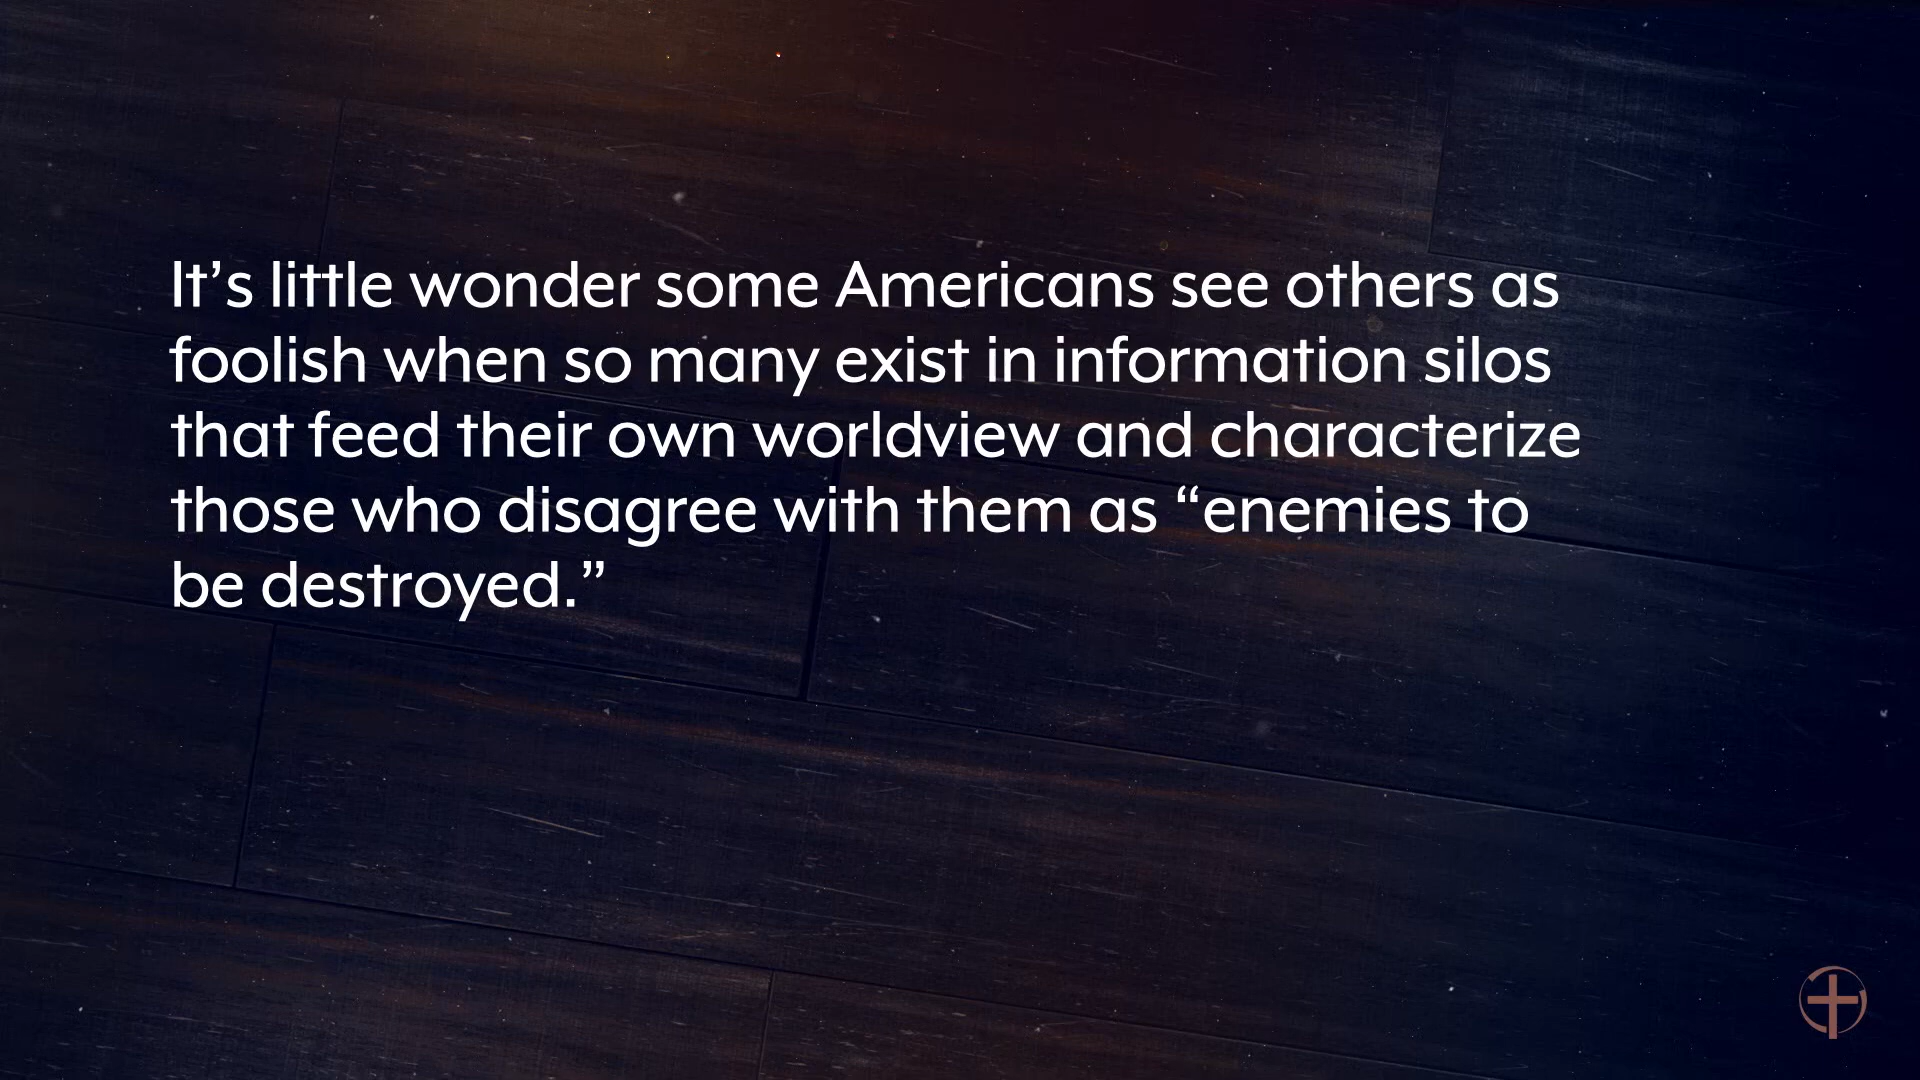 It’s little wonder some Americans see others as
foolish when so many exist in information silos
that feed their own worldview and characterize
those who disagree with them as “enemies to
be destroyed.”